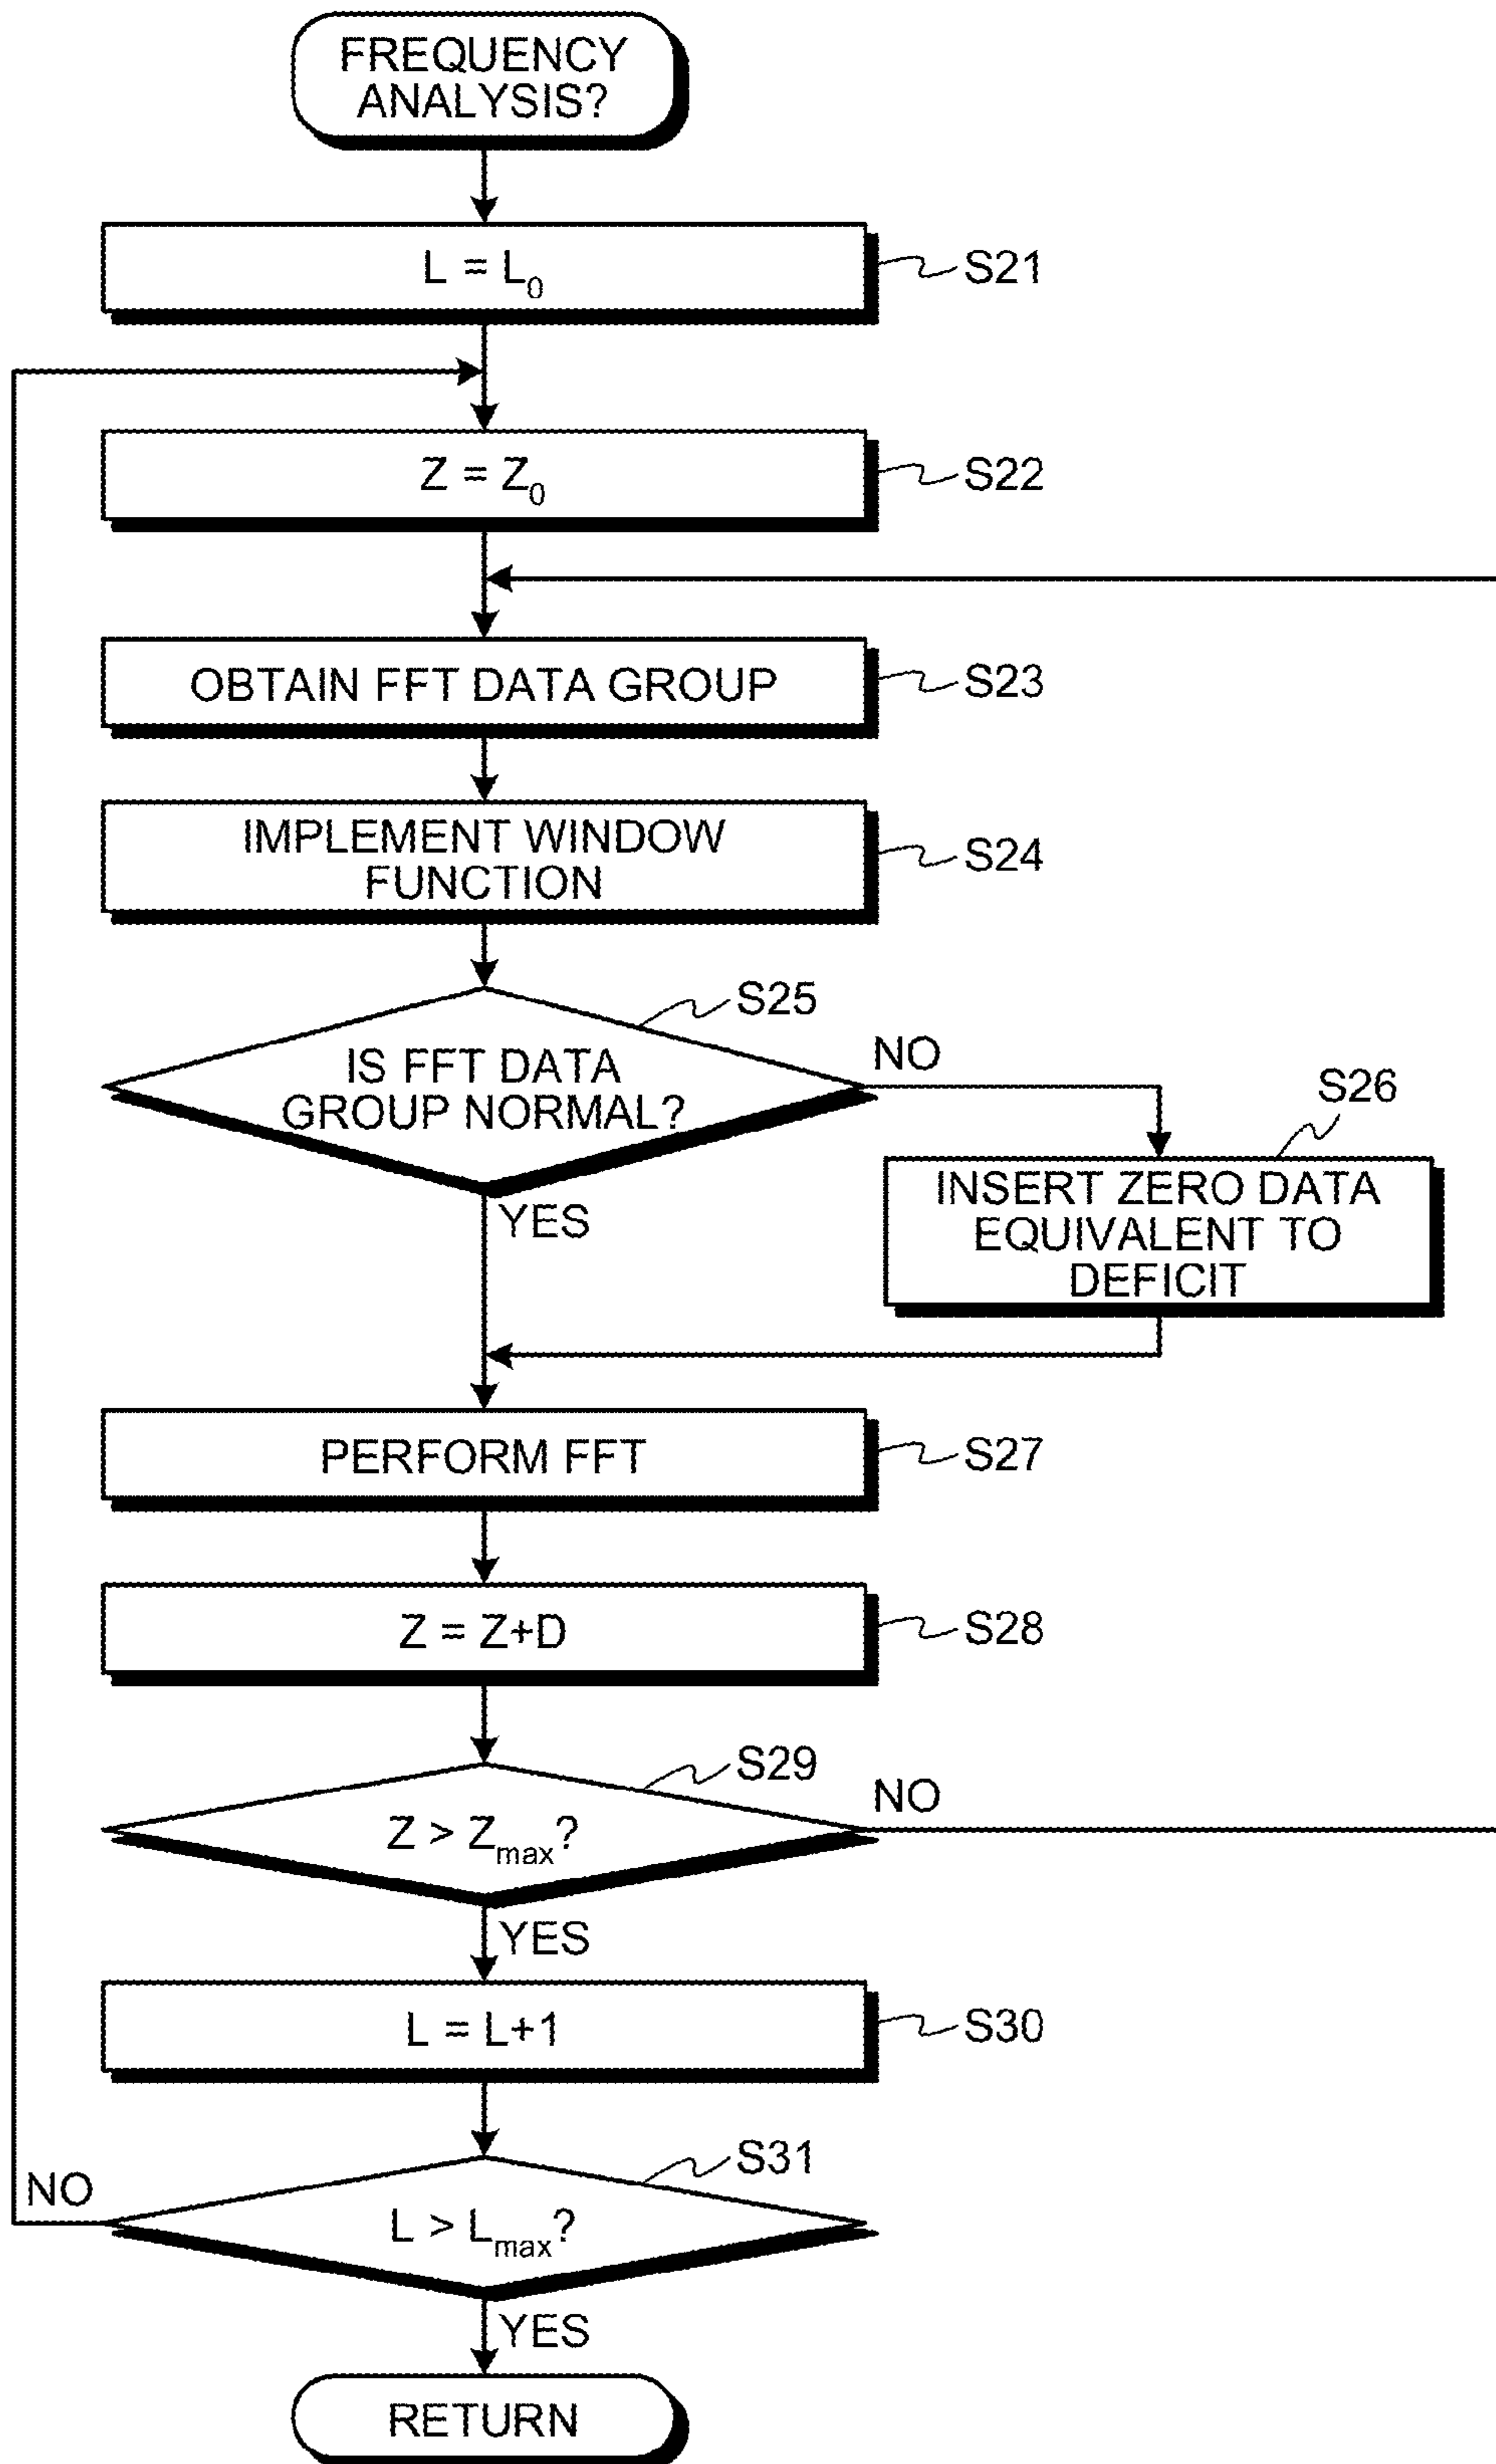 FREQUENCY
ANALYSIS?
L = L0
S21
Z = Z0
S22
OBTAIN FFT DATA GROUP
S23
IMPLEMENT WINDOW
FUNCTION
S24
S25
IS FFT DATA
GROUP NORMAL?
NO
YES
S26
INSERT ZERO DATA
EQUIVALENT TO
DEFICIT
PERFORM FFT
S27
Z = Z+D
S28
S29
Z > Zmax?
NO
YES
L = L+1
S30
S31
NO
L > Lmax?
YES
RETURN